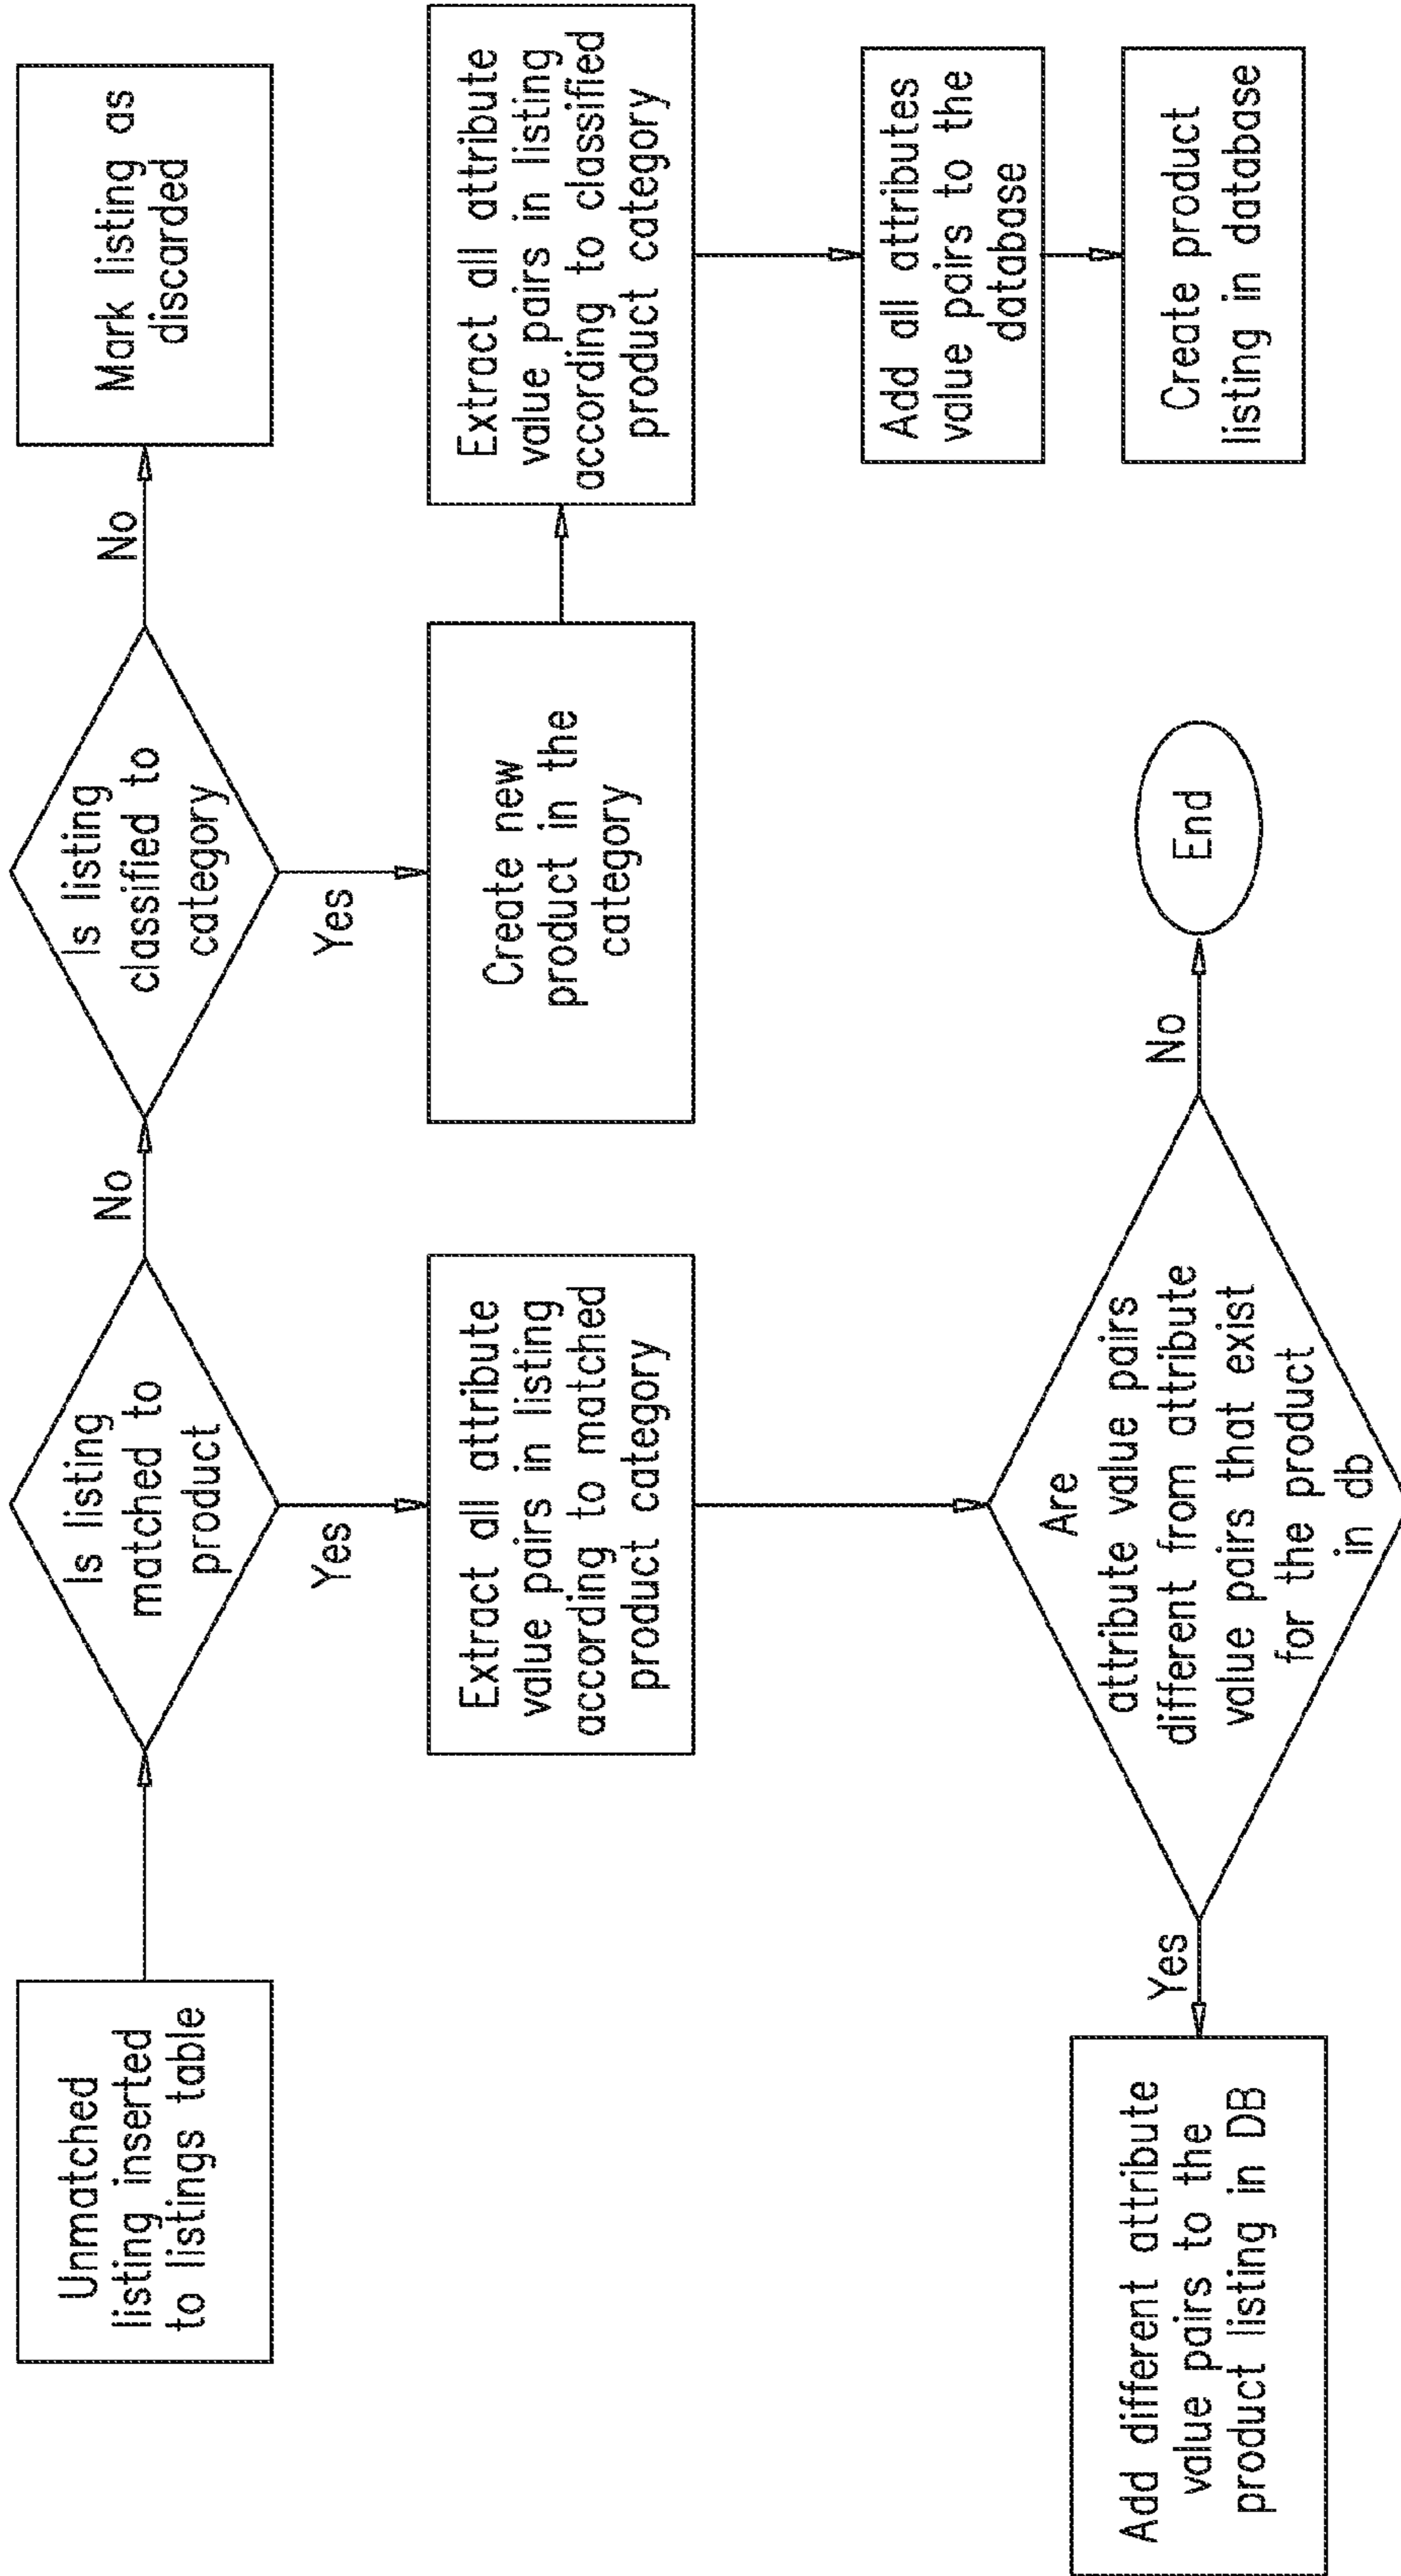 Unmatched
listing inserted
to listings table
Is listing
matched to
product
No
Is listing
classified to
category
No
Mark listing as
discarded
Yes
Yes
Extract all attribute
value pairs in listing
according to matched
product category
Create new
product in the
category
Extract all attribute
value pairs in listing
according to classified
product category
Add all attributes
value pairs to the
database
Create product
listing in database
Add different attribute
value pairs to the
product listing in DB
Yes
Are
attribute value pairs
different from attribute
value pairs that exist
for the product
in db
No
End